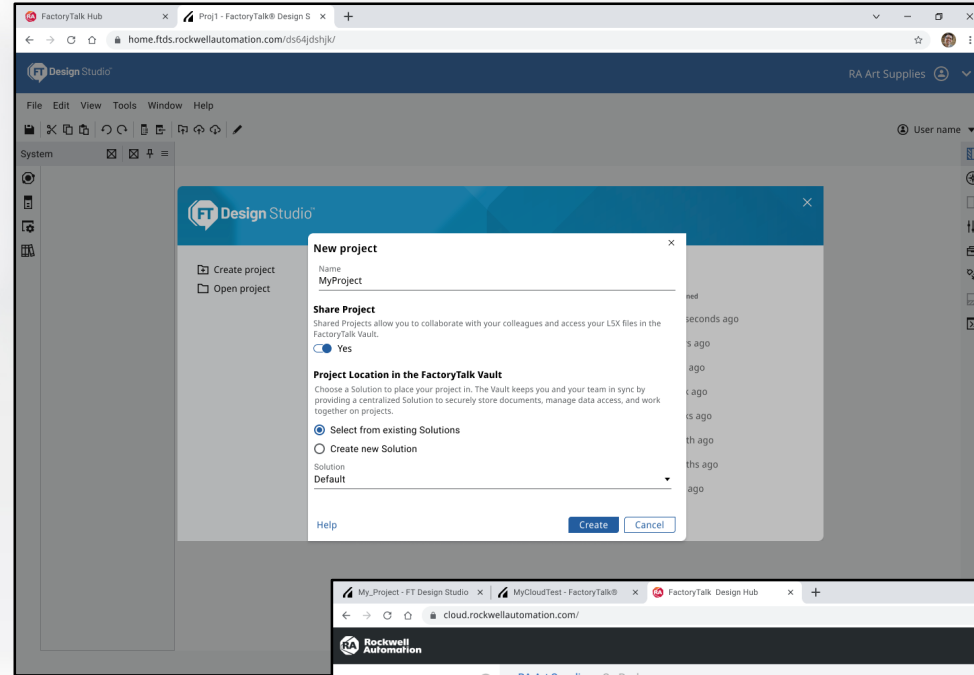 FactoryTalk Hub
Proj1 - FactoryTalk® Design S
home.ftds.rockwellautomation.com/ds64jdshjk/
FT Design Studio™
RA Art Supplies
File Edit View Tools Window Help
User name
System
FT Design Studio™
Create project
Open project
New project
Name
MyProject
Share Project
Shared Projects allow you to collaborate with your colleagues and access your L5X files in the
FactoryTalk Vault.
Yes
Project Location in the FactoryTalk Vault
Choose a Solution to place your project in. The Vault keeps you and your team in sync by
providing a centralized Solution to securely store documents, manage data access, and work
together on projects.
Select from existing Solutions
Create new Solution
Solution
Default
Help
Create
Cancel
seconds ago
s ago
ago
ago
ks ago
th ago
ths ago
ago
My_Project - FT Design Studio
MyCloudTest - FactoryTalk®
FactoryTalk Design Hub
cloud.rockwellautomation.com/
RA Rockwell
Automation